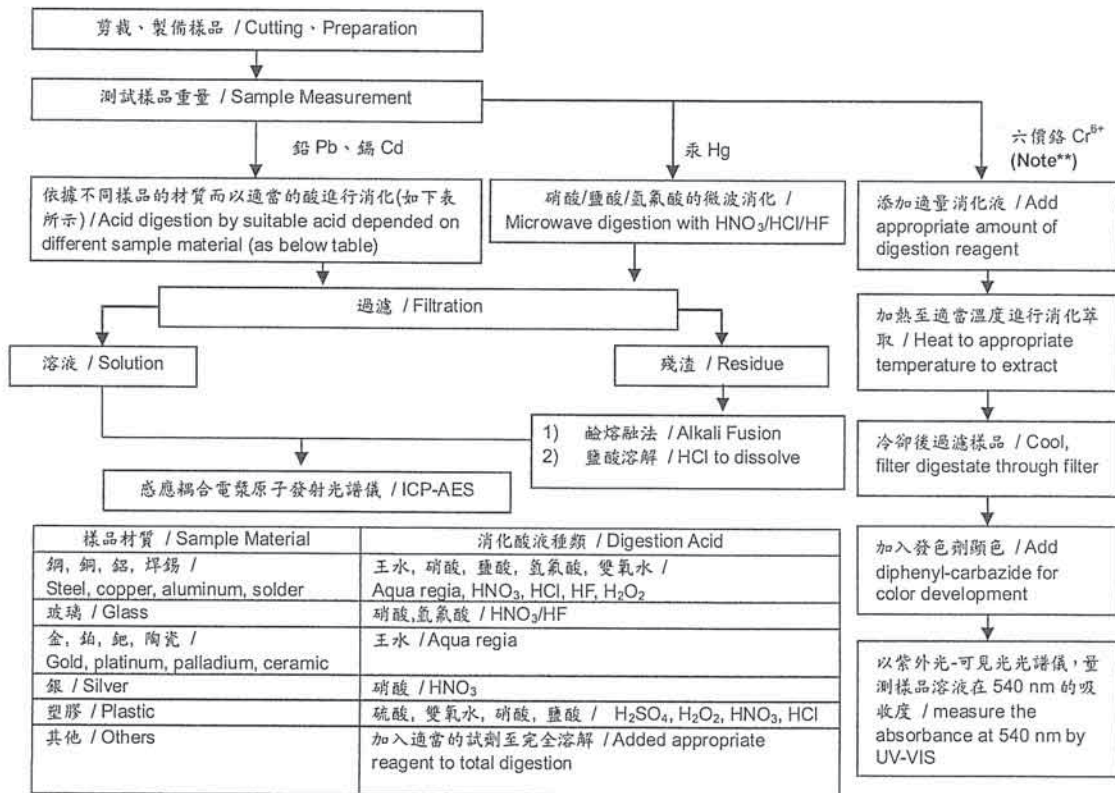 剪裁、製備樣品 / Cutting、Preparation
測試樣品重量 / Sample Measurement
鉛 Pb、鎘 Cd
汞 Hg
六價鉻 Cr⁶⁺
(Note**)
依據不同樣品的材質而以適當的酸進行消化(如下表
所示) / Acid digestion by suitable acid depended on
different sample material (as below table)
硝酸/鹽酸/氫氟酸的微波消化 /
Microwave digestion with HNO₃/HCl/HF
添加適量消化液 / Add
appropriate amount of
digestion reagent
過濾 / Filtration
加熱至適當溫度進行消化萃
取 / Heat to appropriate
temperature to extract
溶液 / Solution
殘渣 / Residue
1) 鹼熔融法 / Alkali Fusion
2) 鹽酸溶解 / HCl to dissolve
冷卻後過濾樣品 / Cool,
filter digestate through filter
感應耦合電漿原子發射光譜儀 / ICP-AES
加入發色劑顯色 / Add
diphenyl-carbazide for
color development
以紫外光-可見光光譜儀,量
測樣品溶液在 540 nm 的吸
收度 / measure the
absorbance at 540 nm by
UV-VIS
樣品材質 / Sample Material 消化酸液種類 / Digestion Acid
鋼, 銅, 鋁, 焊錫 / 王水, 硝酸, 鹽酸, 氫氟酸, 雙氧水 /
Steel, copper, aluminum, solder Aqua regia, HNO₃, HCl, HF, H₂O₂
玻璃 / Glass 硝酸,氫氟酸 / HNO₃/HF
金, 鉑, 鈀, 陶瓷 / 王水 / Aqua regia
Gold, platinum, palladium, ceramic
銀 / Silver 硝酸 / HNO₃
塑膠 / Plastic 硫酸, 雙氧水, 硝酸, 鹽酸 / H₂SO₄, H₂O₂, HNO₃, HCl
其他 / Others 加入適當的試劑至完全溶解 / Added appropriate
reagent to total digestion